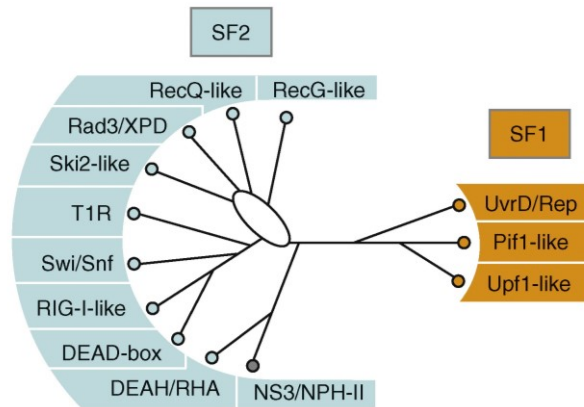 SF2
RecQ-like
RecG-like
Rad3/XPD
Ski2-like
T1R
Swi/Snf
RIG-I-like
DEAD-box
DEAH/RHA
NS3/NPH-II
SF1
UvrD/Rep
Pif1-like
Upf1-like